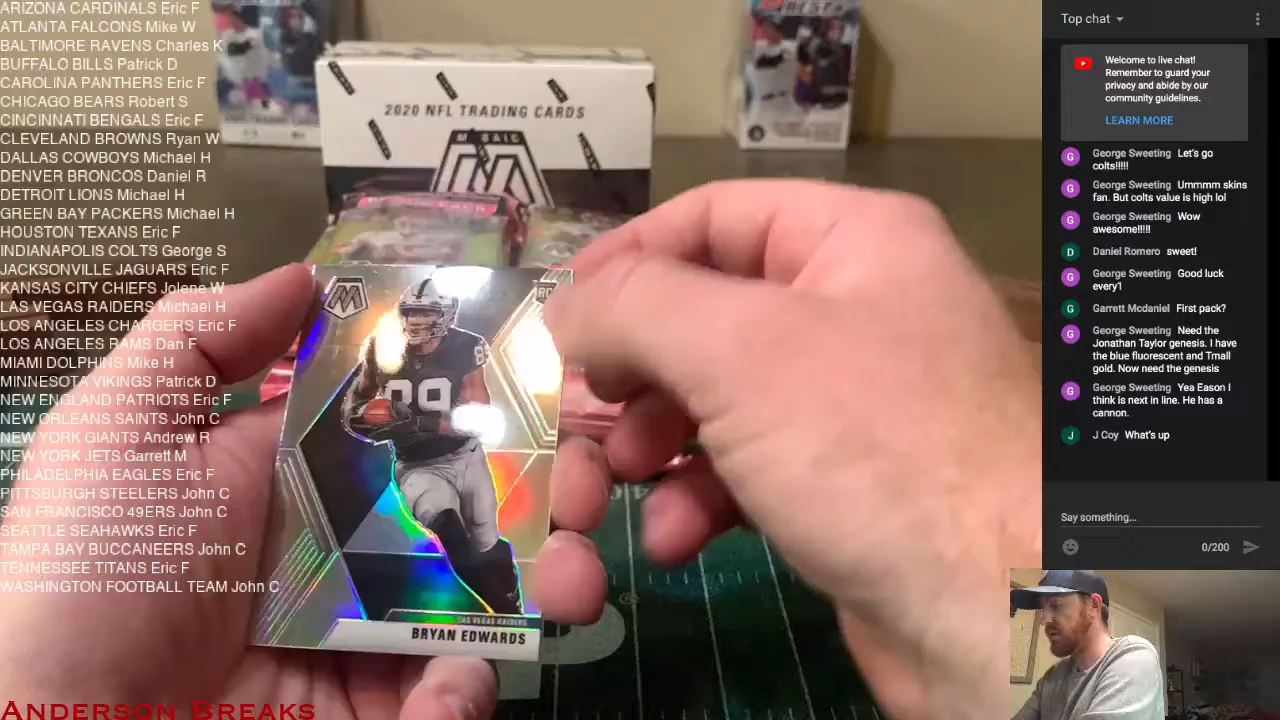 ARIZONA CARDINALS Eric F
ATLANTA FALCONS Mike W
BALTIMORE RAVENS Charles K
BUFFALO BILLS Patrick D
CAROLINA PANTHERS Eric F
CHICAGO BEARS Robert S
CINCINNATI BENGALS Eric F
CLEVELAND BROWNS Ryan W
DALLAS COWBOYS Michael H
DENVER BRONCOS Daniel R
DETROIT LIONS Michael H
GREEN BAY PACKERS Michael H
HOUSTON TEXANS Eric F
INDIANAPOLIS COLTS George S
JACKSONVILLE JAGUARS Eric F
KANSAS CITY CHIEFS Jolene W
LAS VEGAS RAIDERS Michael H
LOS ANGELES CHARGERS Eric F
LOS ANGELES RAMS Dan F
MIAMI DOLPHINS Mike H
MINNESOTA VIKINGS Patrick D
NEW ENGLAND PATRIOTS Eric F
NEW ORLEANS SAINTS John C
NEW YORK GIANTS Andrew R
NEW YORK JETS Garrett M
PHILADELPHIA EAGLES Eric F
PITTSBURGH STEELERS John C
SAN FRANCISCO 49ERS John C
SEATTLE SEAHAWKS Eric F
TAMPA BAY BUCCANEERS John C
TENNESSEE TITANS Eric F
WASHINGTON FOOTBALL TEAM John C
ANDERSON BREAKS
2020 NFL TRADING CARDS
MOSAIC
RC
89
LAS VEGAS RAIDERS
BRYAN EDWARDS
Top chat
Welcome to live chat!
Remember to guard your
privacy and abide by our
community guidelines.
LEARN MORE
G George Sweeting Let's go
colts!!!!!
G George Sweeting Ummmm skins
fan. But colts value is high lol
G George Sweeting Wow
awesome!!!!!
D Daniel Romero sweet!
G George Sweeting Good luck
every1
G Garrett Mcdaniel First pack?
G George Sweeting Need the
Jonathan Taylor genesis. I have
the blue fluorescent and Tmall
gold. Now need the genesis
G George Sweeting Yea Eason I
think is next in line. He has a
cannon.
J J Coy What's up
Say something...
0/200